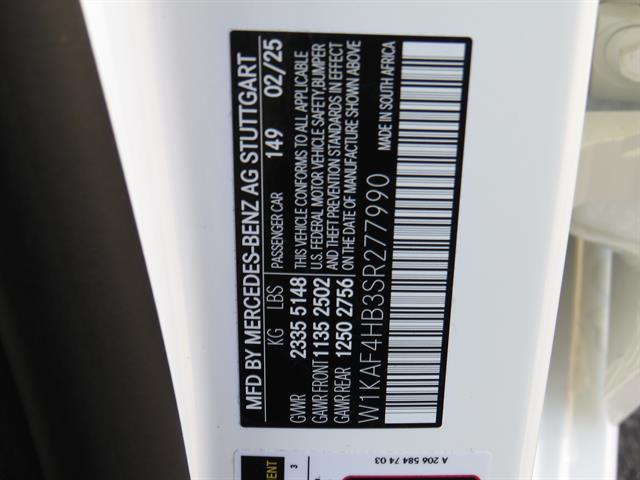 MFD BY MERCEDES-BENZ AG STUTTGART
KG LBS PASSENGER CAR 149 02/25
GVWR 2335 5148 THIS VEHICLE CONFORMS TO ALL APPLICABLE
GAWR FRONT 1135 2502 U.S. FEDERAL MOTOR VEHICLE SAFETY, BUMPER
GAWR REAR 1250 2756 AND THEFT PREVENTION STANDARDS IN EFFECT
ON THE DATE OF MANUFACTURE SHOWN ABOVE
W1KAF4HB3SR277990 MADE IN SOUTH AFRICA
A 206 584 74 03
3